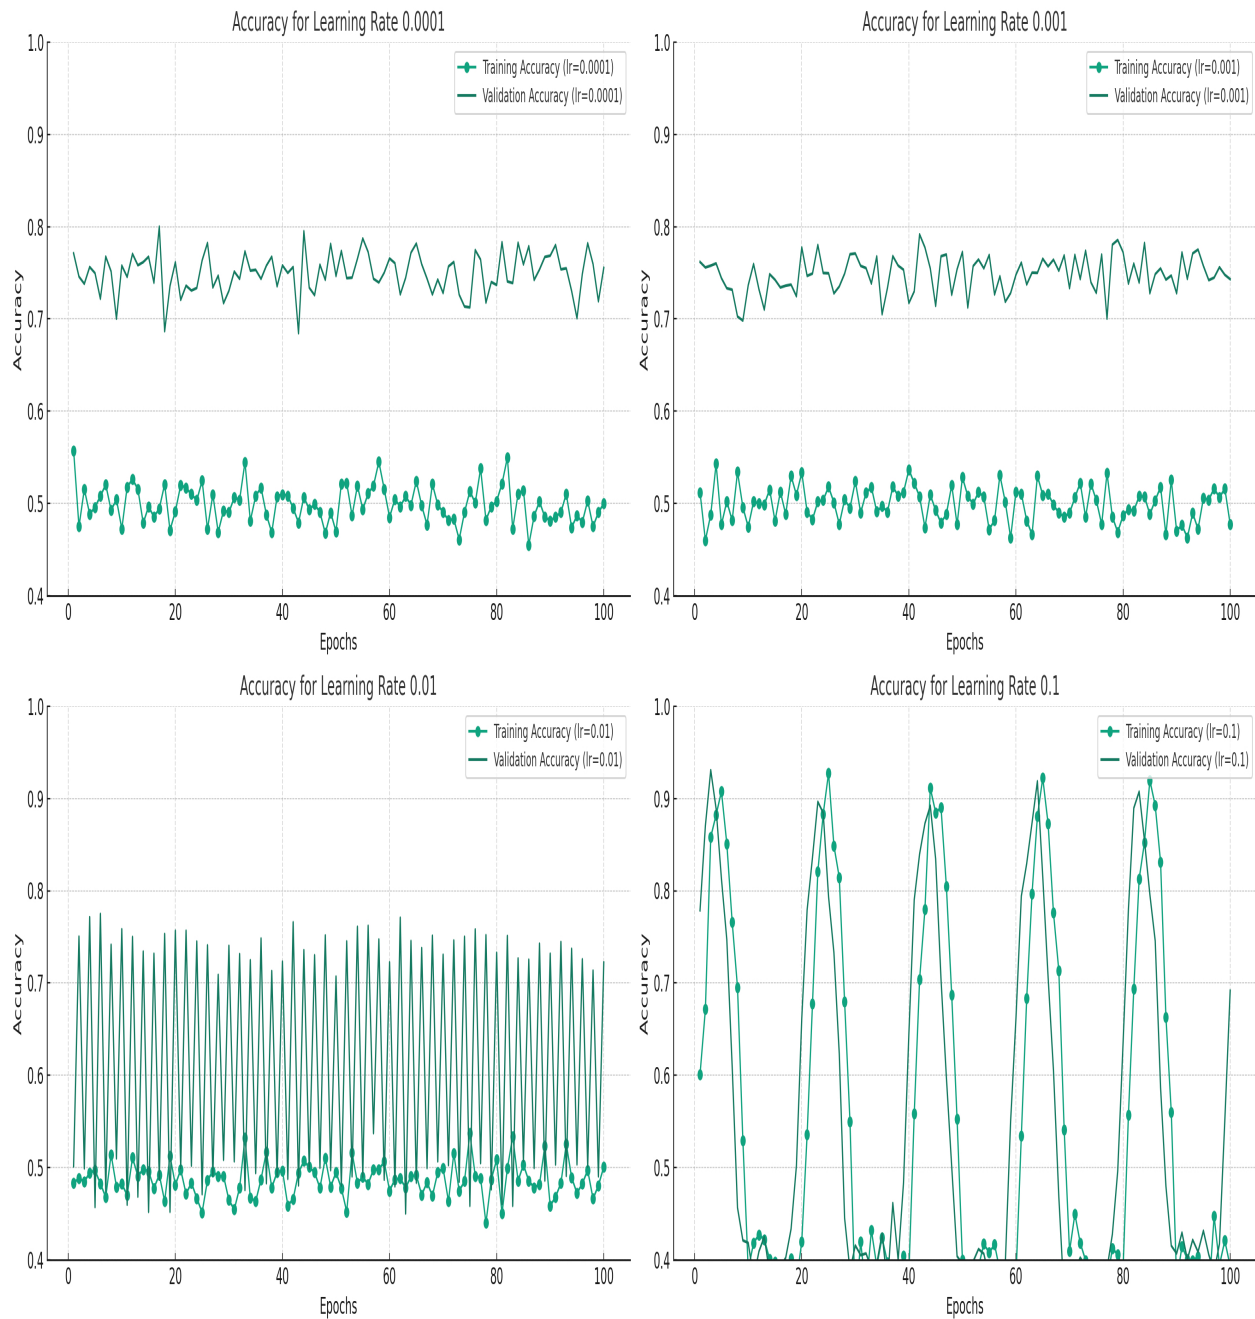 Accuracy for Learning Rate 0.0001
1.0
0.9
0.8
0.7
0.6
0.5
0.4
Accuracy
Training Accuracy (lr=0.0001)
Validation Accuracy (lr=0.0001)
0 20 40 60 80 100
Epochs
Accuracy for Learning Rate 0.001
1.0
0.9
0.8
0.7
0.6
0.5
0.4
Accuracy
Training Accuracy (lr=0.001)
Validation Accuracy (lr=0.001)
0 20 40 60 80 100
Epochs
Accuracy for Learning Rate 0.01
1.0
0.9
0.8
0.7
0.6
0.5
0.4
Accuracy
Training Accuracy (lr=0.01)
Validation Accuracy (lr=0.01)
0 20 40 60 80 100
Epochs
Accuracy for Learning Rate 0.1
1.0
0.9
0.8
0.7
0.6
0.5
0.4
Accuracy
Training Accuracy (lr=0.1)
Validation Accuracy (lr=0.1)
0 20 40 60 80 100
Epochs